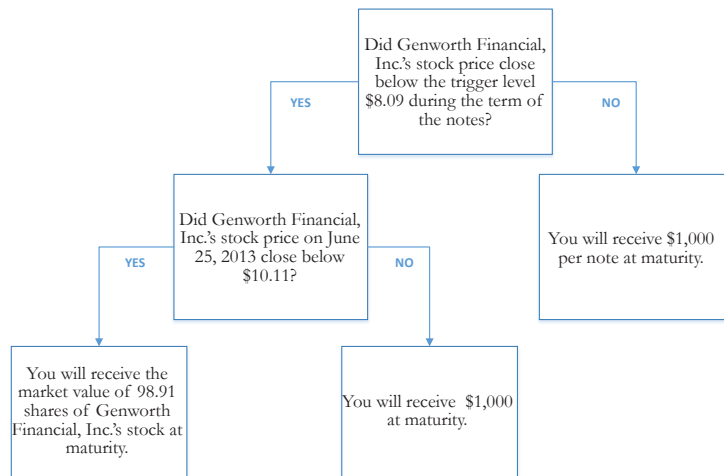 Did Genworth Financial,
Inc.'s stock price close
below the trigger level
$8.09 during the term of
the notes?
YES
NO
Did Genworth Financial,
Inc.'s stock price on June
25, 2013 close below
$10.11?
You will receive $1,000
per note at maturity.
YES
NO
You will receive the
market value of 98.91
shares of Genworth
Financial, Inc.'s stock at
maturity.
You will receive $1,000
at maturity.